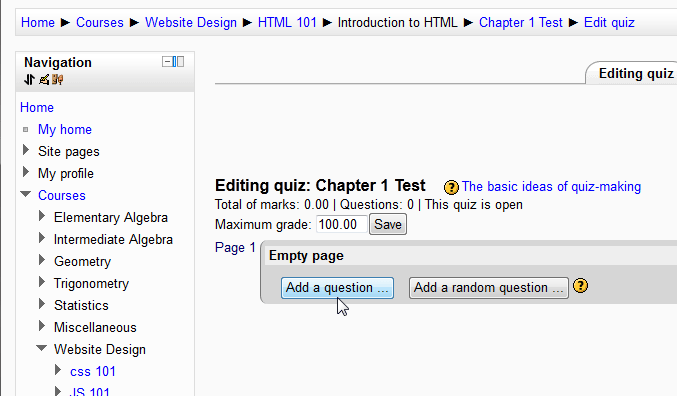 Home ► Courses ► Website Design ► HTML 101 ► Introduction to HTML ► Chapter 1 Test ► Edit quiz
Navigation
Home
My home
Site pages
My profile
Courses
Elementary Algebra
Intermediate Algebra
Geometry
Trigonometry
Statistics
Miscellaneous
Website Design
css 101
JS 101
Editing quiz
Editing quiz: Chapter 1 Test ? The basic ideas of quiz-making
Total of marks: 0.00 | Questions: 0 | This quiz is open
Maximum grade: 100.00 Save
Page 1
Empty page
Add a question ... Add a random question ... ?